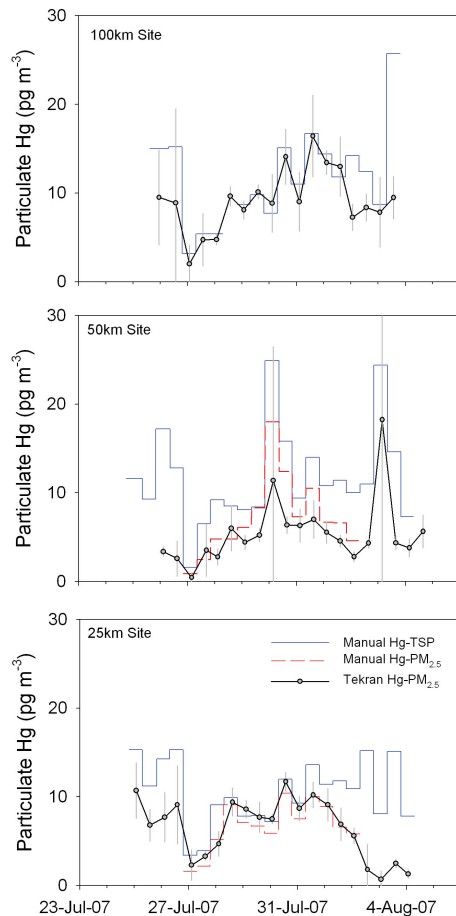 100km Site
30
20
10
0
Particulate Hg (pg m-3)
50km Site
30
20
10
0
Particulate Hg (pg m-3)
25km Site
Manual Hg-TSP
Manual Hg-PM2.5
Tekran Hg-PM2.5
30
20
10
0
Particulate Hg (pg m-3)
23-Jul-07 27-Jul-07 31-Jul-07 4-Aug-07